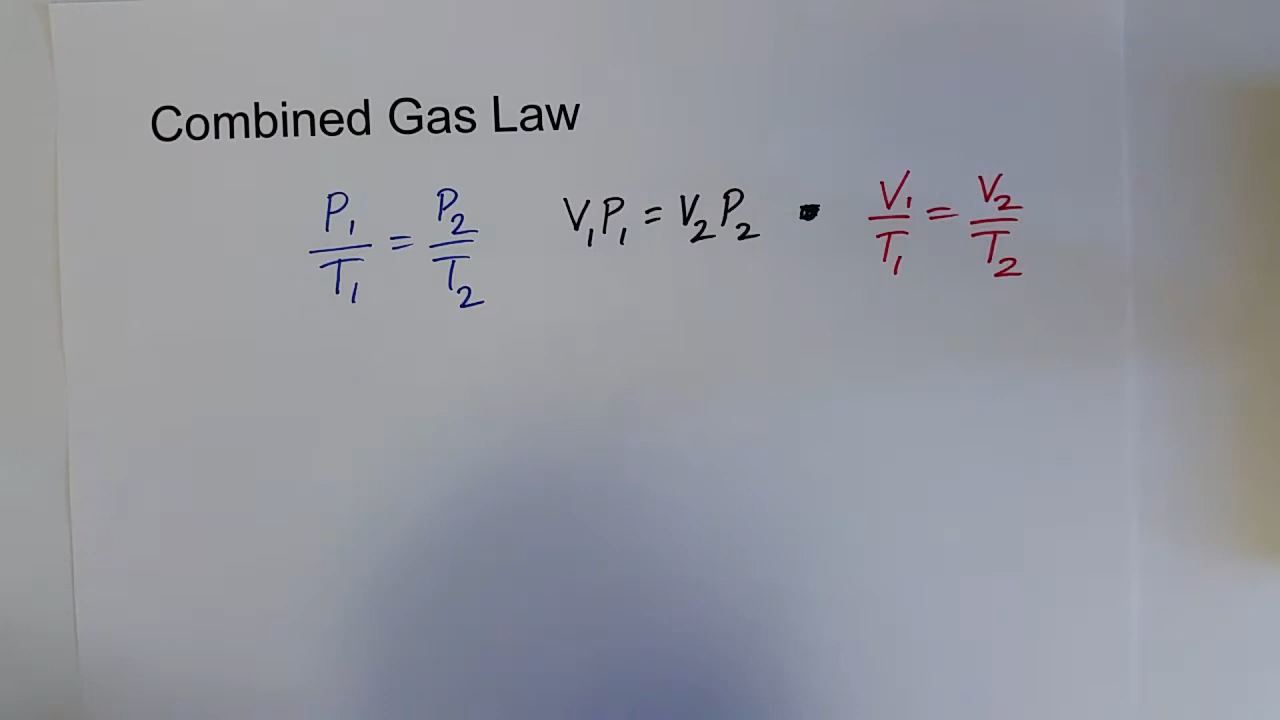 Combined Gas Law
P₁/T₁ = P₂/T₂ V₁P₁ = V₂P₂ V₁/T₁ = V₂/T₂